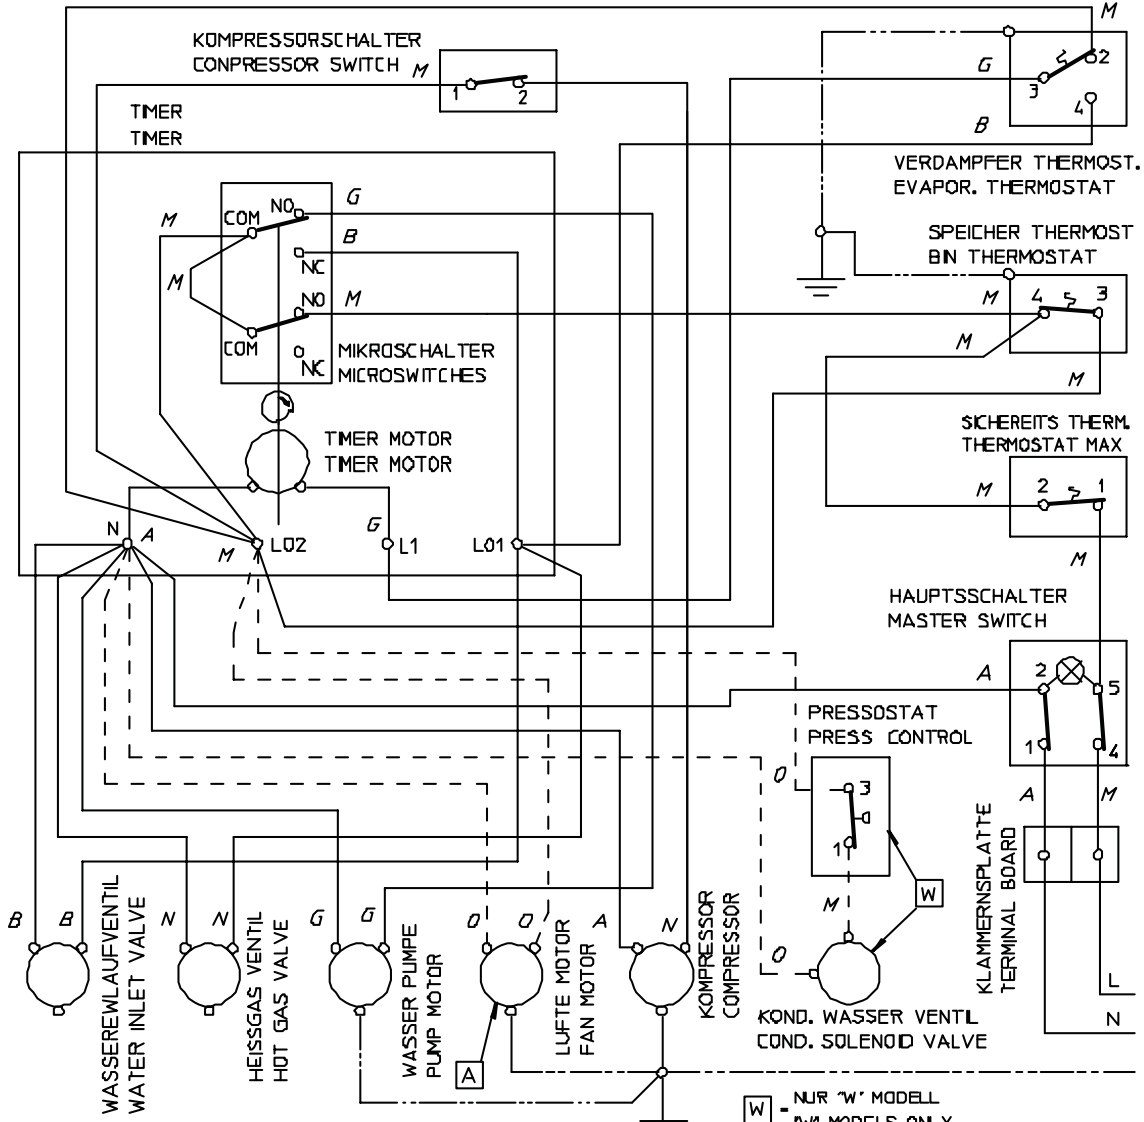 KOMPRESSORSCHALTER
CONPRESSOR SWITCH
M
1
2
M
G
3
2
4
B
VERDAMPFER THERMOST.
EVAPOR. THERMOSTAT
TIMER
TIMER
M
COM
NO
G
B
NC
M
NO
M
COM
NC
MIKROSCHALTER
MICROSWITCHES
SPEICHER THERMOST
BIN THERMOSTAT
M
4
3
M
M
TIMER MOTOR
TIMER MOTOR
SICHEREITS THERM.
THERMOSTAT MAX
M
2
1
M
N
A
M
LO2
G
L1
LO1
HAUPTSSCHALTER
MASTER SWITCH
A
2
5
1
4
A
M
PRESSOSTAT
PRESS CONTROL
O
3
1
M
W
O
KLAMMERNSPLATTE
TERMINAL BOARD
L
N
B
B
WASSEREWLAUFVENTIL
WATER INLET VALVE
N
N
HEISSGAS VENTIL
HOT GAS VALVE
G
G
WASSER PUMPE
PUMP MOTOR
O
O
A
LUFTE MOTOR
FAN MOTOR
A
N
KOMPRESSOR
COMPRESSOR
KOND. WASSER VENTIL
COND. SOLENOID VALVE
W - NUR "W" MODELL
"W" MODELS ONLY